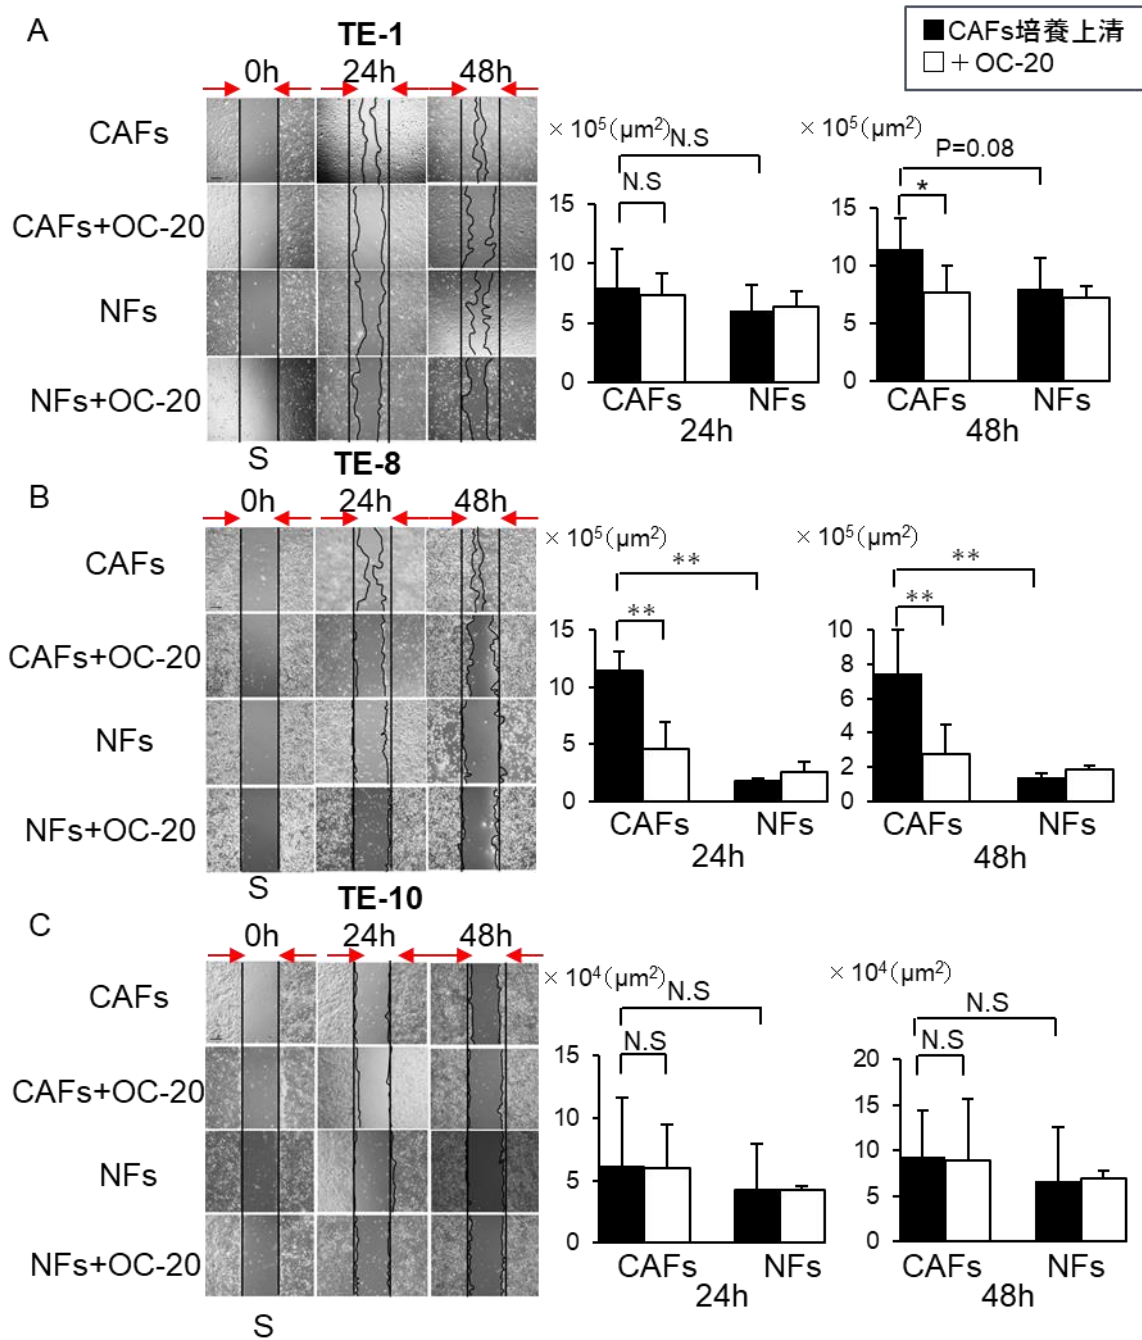 A
TE-1
CAFs培養上清
+ OC-20
0h 24h 48h
CAFs
CAFs+OC-20
NFs
NFs+OC-20
S
× 10⁵(μm²)
N.S
N.S
15
10
5
0
CAFs NFs
24h
× 10⁵(μm²)
P=0.08
*
15
10
5
0
CAFs NFs
48h
B
TE-8
0h 24h 48h
CAFs
CAFs+OC-20
NFs
NFs+OC-20
S
× 10⁵(μm²)
**
**
15
10
5
0
CAFs NFs
24h
× 10⁵(μm²)
**
**
10
8
6
4
2
0
CAFs NFs
48h
C
TE-10
0h 24h 48h
CAFs
CAFs+OC-20
NFs
NFs+OC-20
S
× 10⁴(μm²)
N.S
N.S
15
10
5
0
CAFs NFs
24h
× 10⁴(μm²)
N.S
N.S
20
15
10
5
0
CAFs NFs
48h